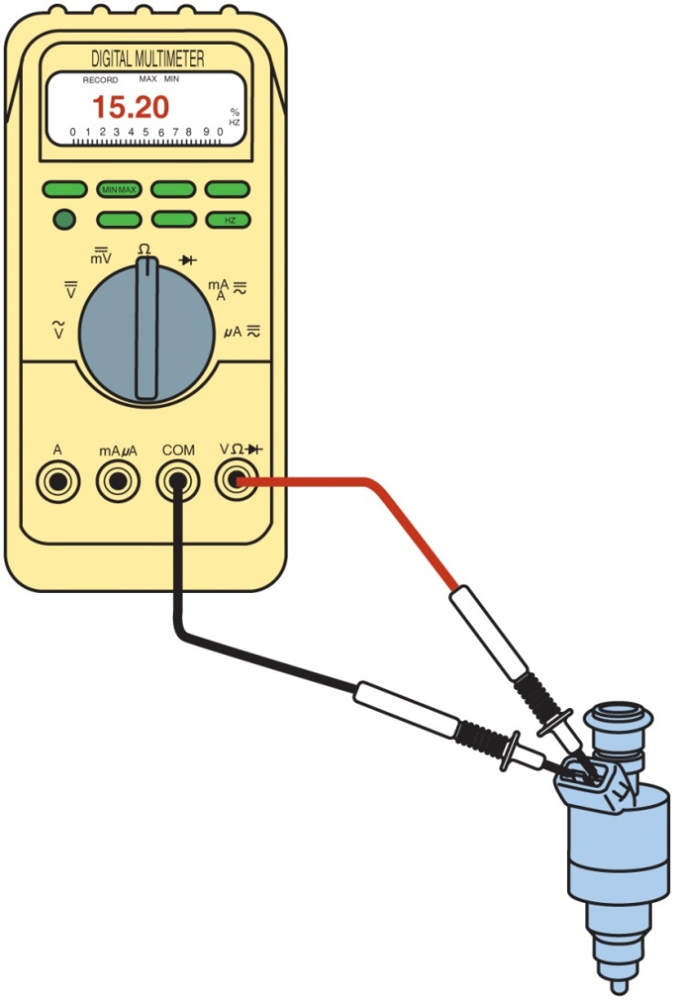 DIGITAL MULTIMETER
RECORD MAX MIN
15.20
%
HZ
0 1 2 3 4 5 6 7 8 9 0
MIN MAX
HZ
mV
Ω
V
mA
A
V
µA
A
mAµA
COM
VΩ